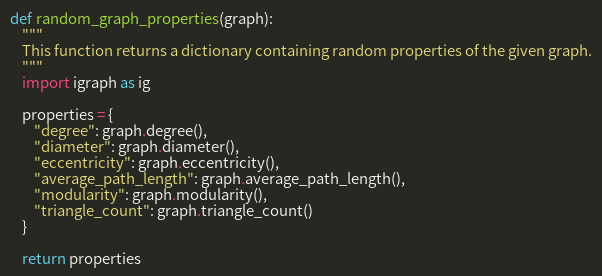 def random_graph_properties(graph):
    """
    This function returns a dictionary containing random properties of the given graph.
    """
    import igraph as ig

    properties = {
        "degree": graph.degree(),
        "diameter": graph.diameter(),
        "eccentricity": graph.eccentricity(),
        "average_path_length": graph.average_path_length(),
        "modularity": graph.modularity(),
        "triangle_count": graph.triangle_count()
    }

    return properties